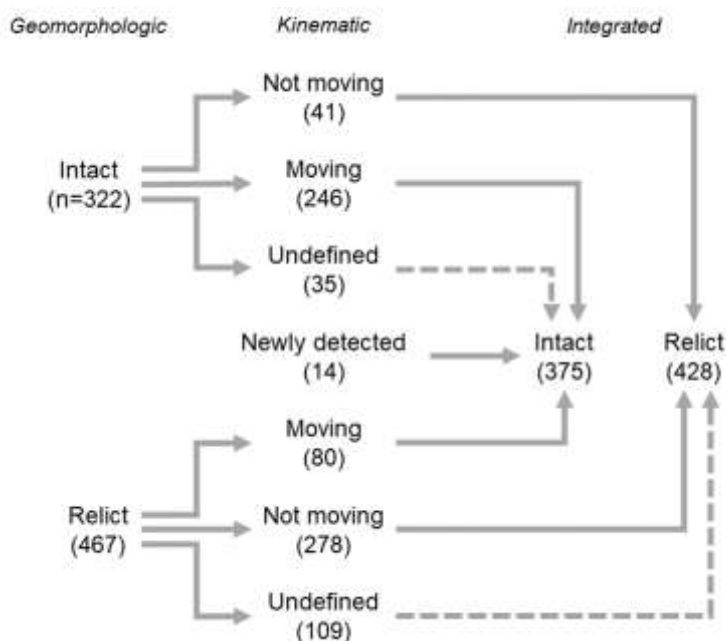 Geomorphologic Kinematic Integrated
Not moving
(41)
Intact
(n=322)
Moving
(246)
Undefined
(35)
Newly detected
(14)
Intact
(375)
Relict
(428)
Moving
(80)
Relict
(467)
Not moving
(278)
Undefined
(109)